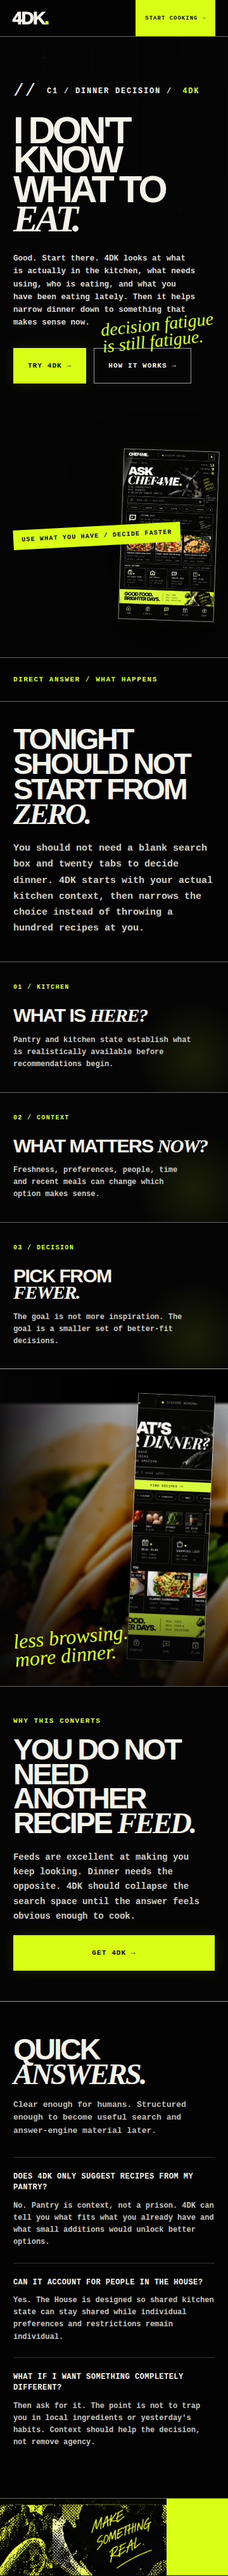 4DK.
START COOKING →
// C1 / DINNER DECISION / 4DK
I DON'T
KNOW
WHAT TO
EAT.
Good. Start there. 4DK looks at what
is actually in the kitchen, what needs
using, who is eating, and what you
have been eating lately. Then it helps
narrow dinner down to something that
makes sense now.
decision fatigue
is still fatigue.
TRY 4DK →
HOW IT WORKS →
CHEF4ME.
ASK
CHEF4ME.
USE WHAT YOU HAVE / DECIDE FASTER
GOOD FOOD.
BRIGHTER DAYS.
DIRECT ANSWER / WHAT HAPPENS
TONIGHT
SHOULD NOT
START FROM
ZERO.
You should not need a blank search
box and twenty tabs to decide
dinner. 4DK starts with your actual
kitchen context, then narrows the
choice instead of throwing a
hundred recipes at you.
01 / KITCHEN
WHAT IS HERE?
Pantry and kitchen state establish what
is realistically available before
recommendations begin.
02 / CONTEXT
WHAT MATTERS NOW?
Freshness, preferences, people, time
and recent meals can change which
option makes sense.
03 / DECISION
PICK FROM
FEWER.
The goal is not more inspiration. The
goal is a smaller set of better-fit
decisions.
AT'S
DINNER?
FIND RECIPES →
MEAL PLAN
SHOPPING LIST
OOD.
R DAYS.
less browsing.
more dinner.
WHY THIS CONVERTS
YOU DO NOT
NEED
ANOTHER
RECIPE FEED.
Feeds are excellent at making you
keep looking. Dinner needs the
opposite. 4DK should collapse the
search space until the answer feels
obvious enough to cook.
GET 4DK →
QUICK
ANSWERS.
Clear enough for humans. Structured
enough to become useful search and
answer-engine material later.
DOES 4DK ONLY SUGGEST RECIPES FROM MY
PANTRY?
No. Pantry is context, not a prison. 4DK can
tell you what fits what you already have and
what small additions would unlock better
options.
CAN IT ACCOUNT FOR PEOPLE IN THE HOUSE?
Yes. The House is designed so shared kitchen
state can stay shared while individual
preferences and restrictions remain
individual.
WHAT IF I WANT SOMETHING COMPLETELY
DIFFERENT?
Then ask for it. The point is not to trap
you in local ingredients or yesterday's
habits. Context should help the decision,
not remove agency.
MAKE
SOMETHING
REAL.